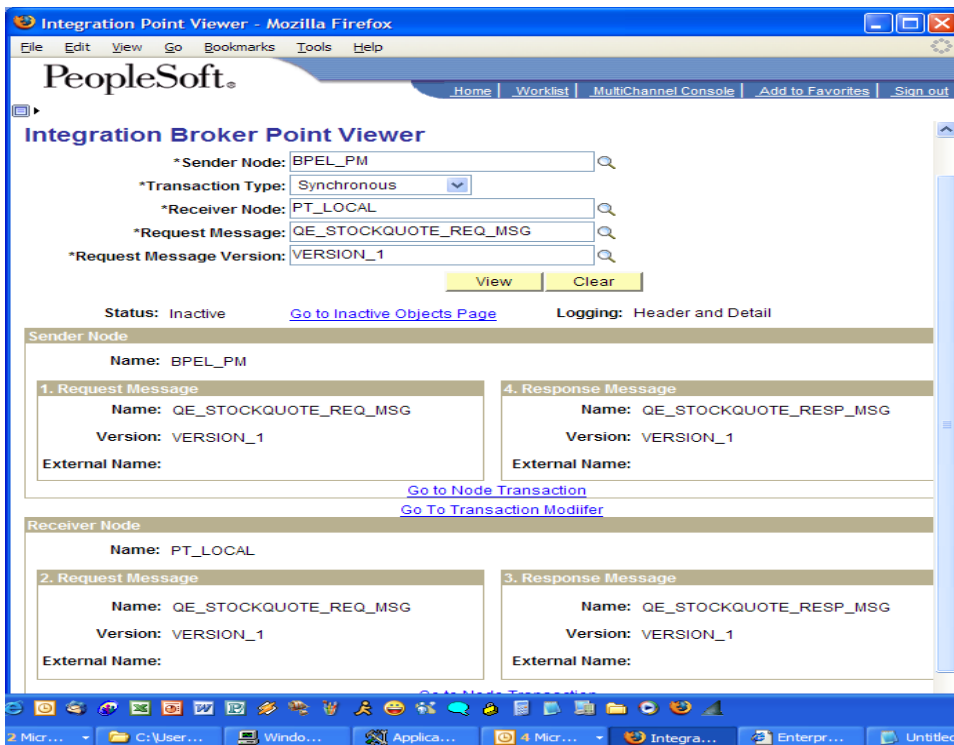 Integration Point Viewer - Mozilla Firefox
File Edit View Go Bookmarks Tools Help
PeopleSoft.
Home | Worklist | MultiChannel Console | Add to Favorites | Sign out
Integration Broker Point Viewer
*Sender Node: BPEL_PM
*Transaction Type: Synchronous
*Receiver Node: PT_LOCAL
*Request Message: QE_STOCKQUOTE_REQ_MSG
*Request Message Version: VERSION_1
View Clear
Status: Inactive Go to Inactive Objects Page Logging: Header and Detail
Sender Node
Name: BPEL_PM
1. Request Message
Name: QE_STOCKQUOTE_REQ_MSG
Version: VERSION_1
External Name:
4. Response Message
Name: QE_STOCKQUOTE_RESP_MSG
Version: VERSION_1
External Name:
Go to Node Transaction
Go To Transaction Modiifer
Receiver Node
Name: PT_LOCAL
2. Request Message
Name: QE_STOCKQUOTE_REQ_MSG
Version: VERSION_1
External Name:
3. Response Message
Name: QE_STOCKQUOTE_RESP_MSG
Version: VERSION_1
External Name:
Go to Node Transaction
2 Micr... C:\User... Windo... Applica... 4 Micr... Integra... Enterpr... Untitled